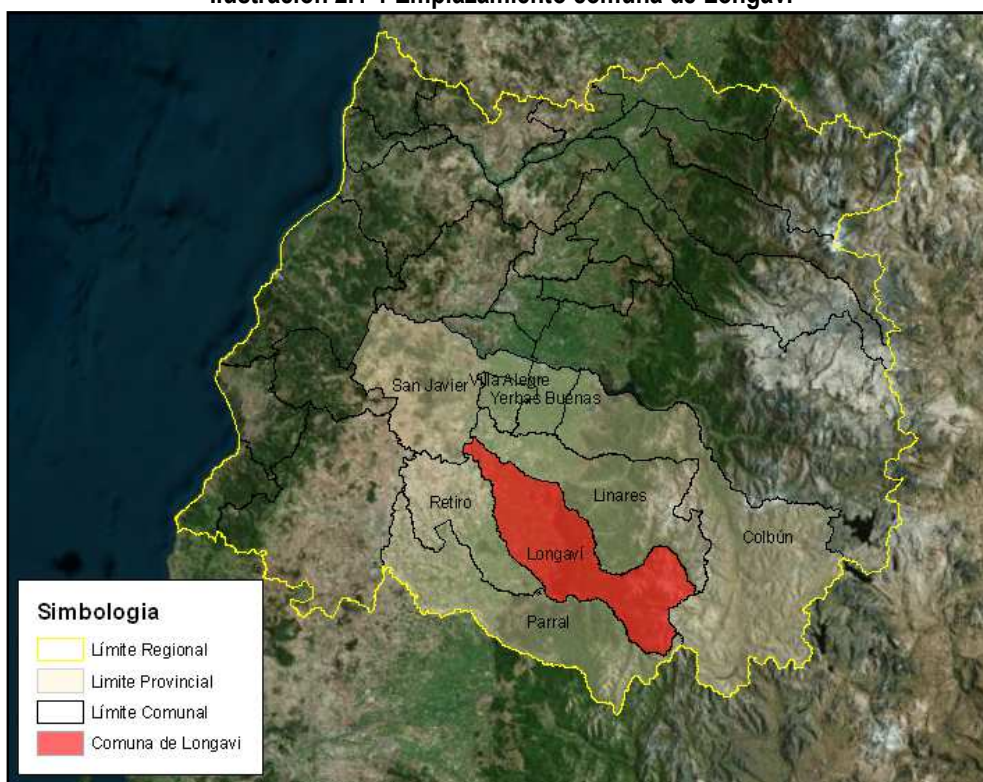 Ilustración 2.1-1 Emplazamiento comuna de Longaví
San Javier
Villa Alegre
Yerbas Buenas
Retiro
Linares
Longaví
Colbún
Parral
Simbologia
Límite Regional
Limite Provincial
Límite Comunal
Comuna de Longavi